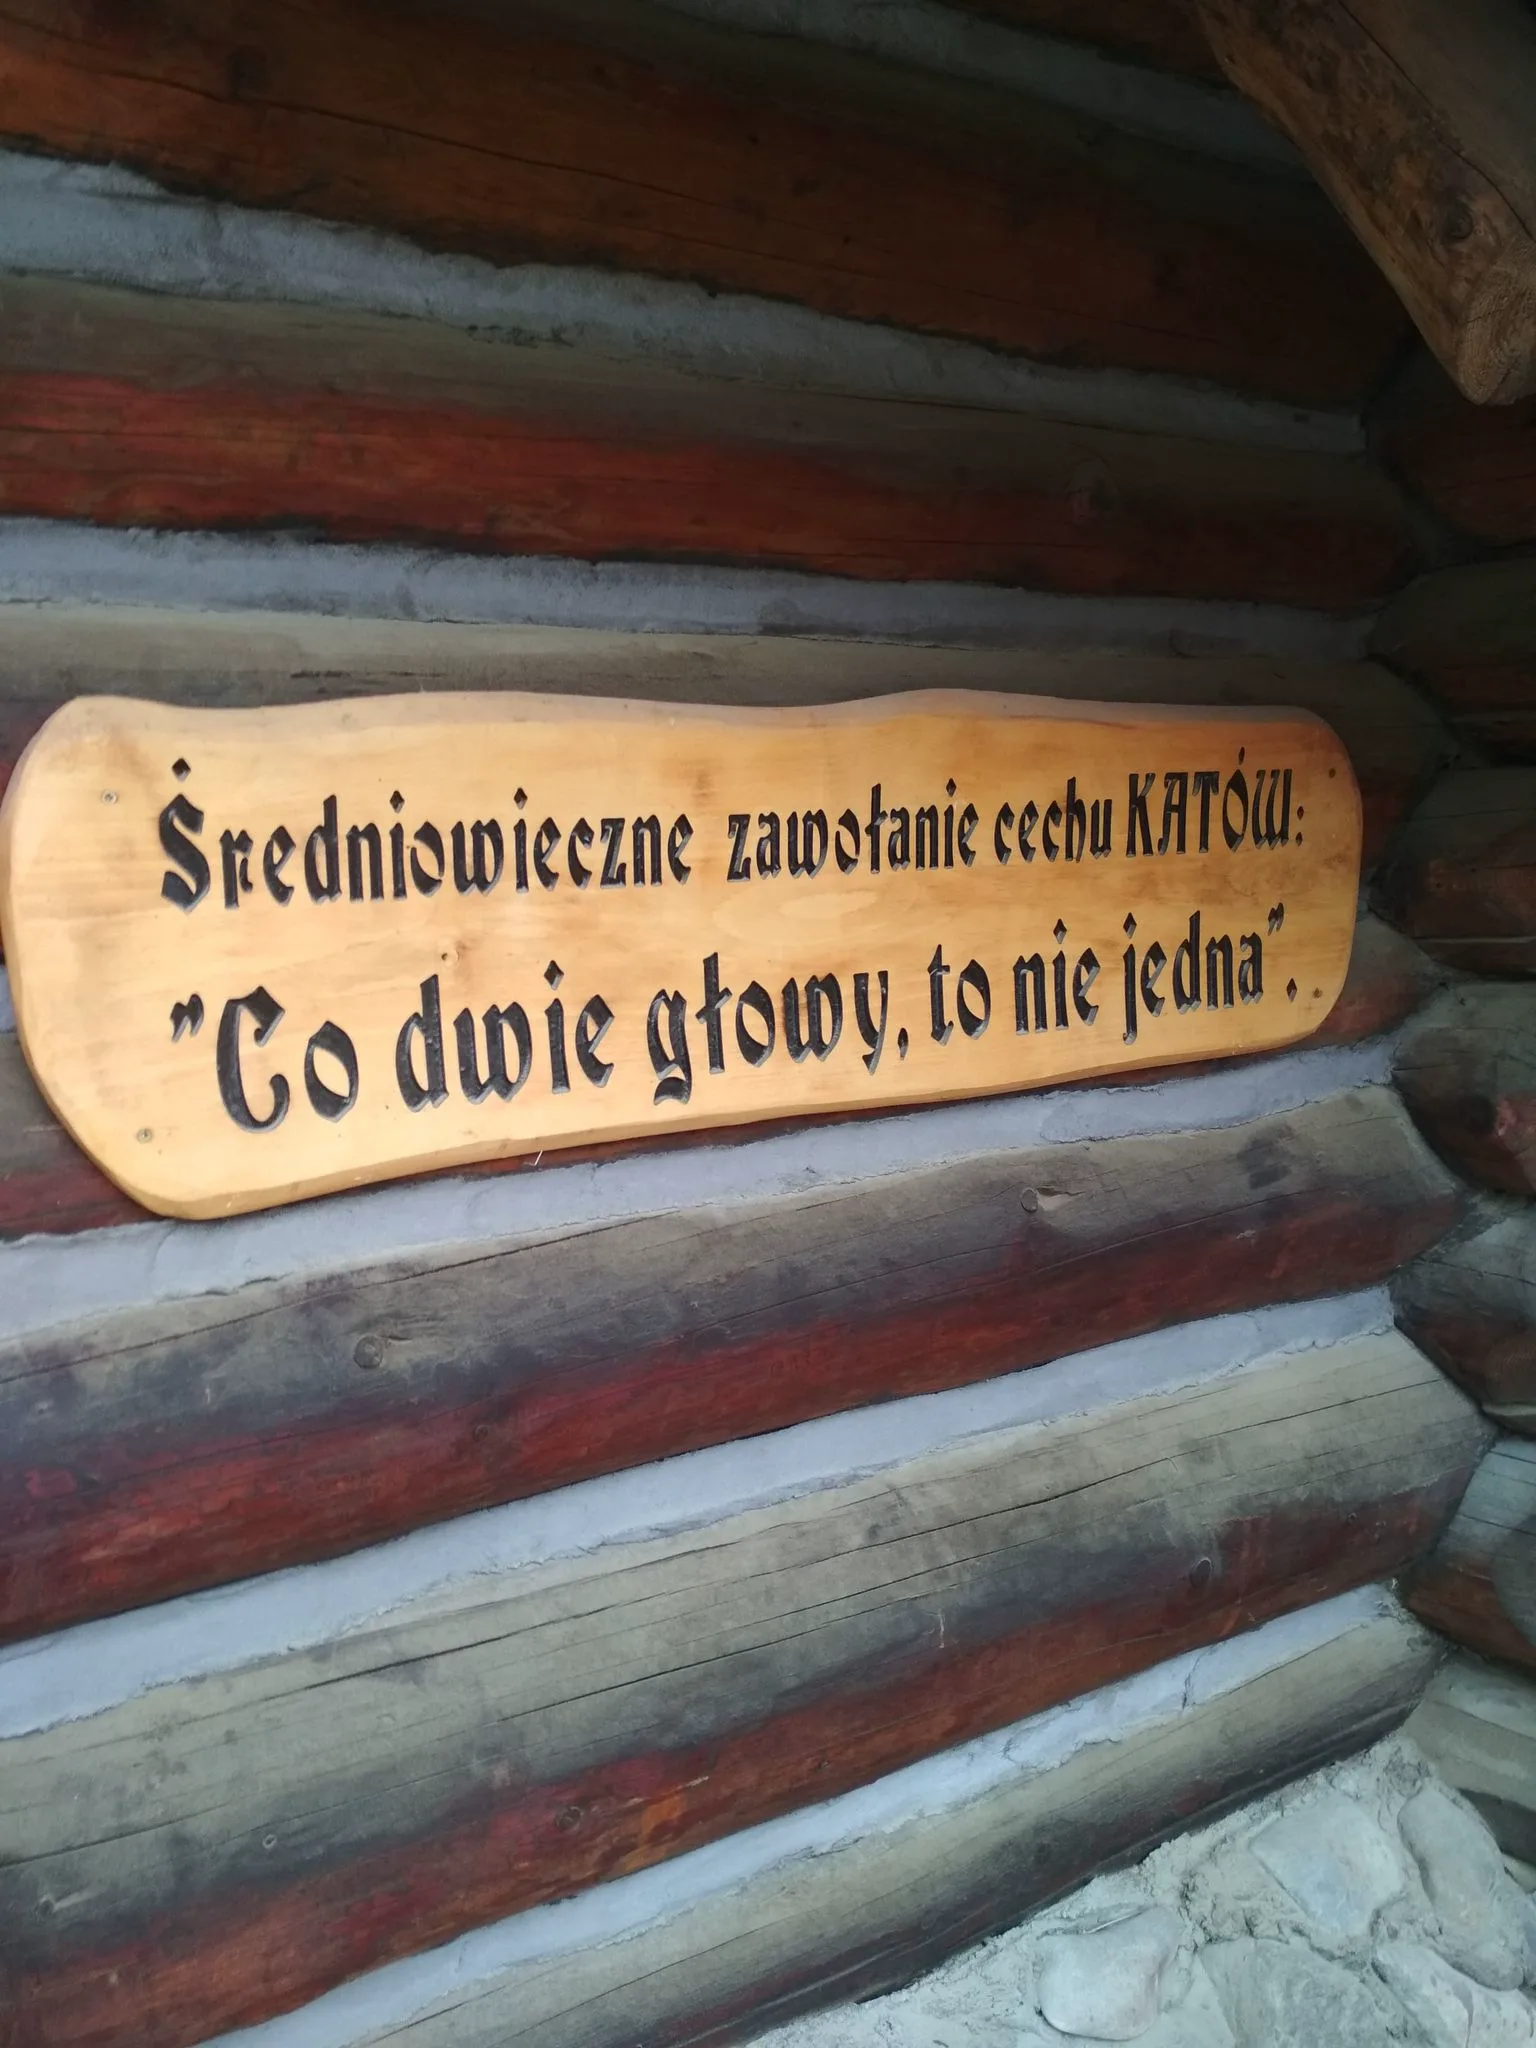 Średniowieczne zawołanie cechu KATÓW:
"Co dwie głowy, to nie jedna".